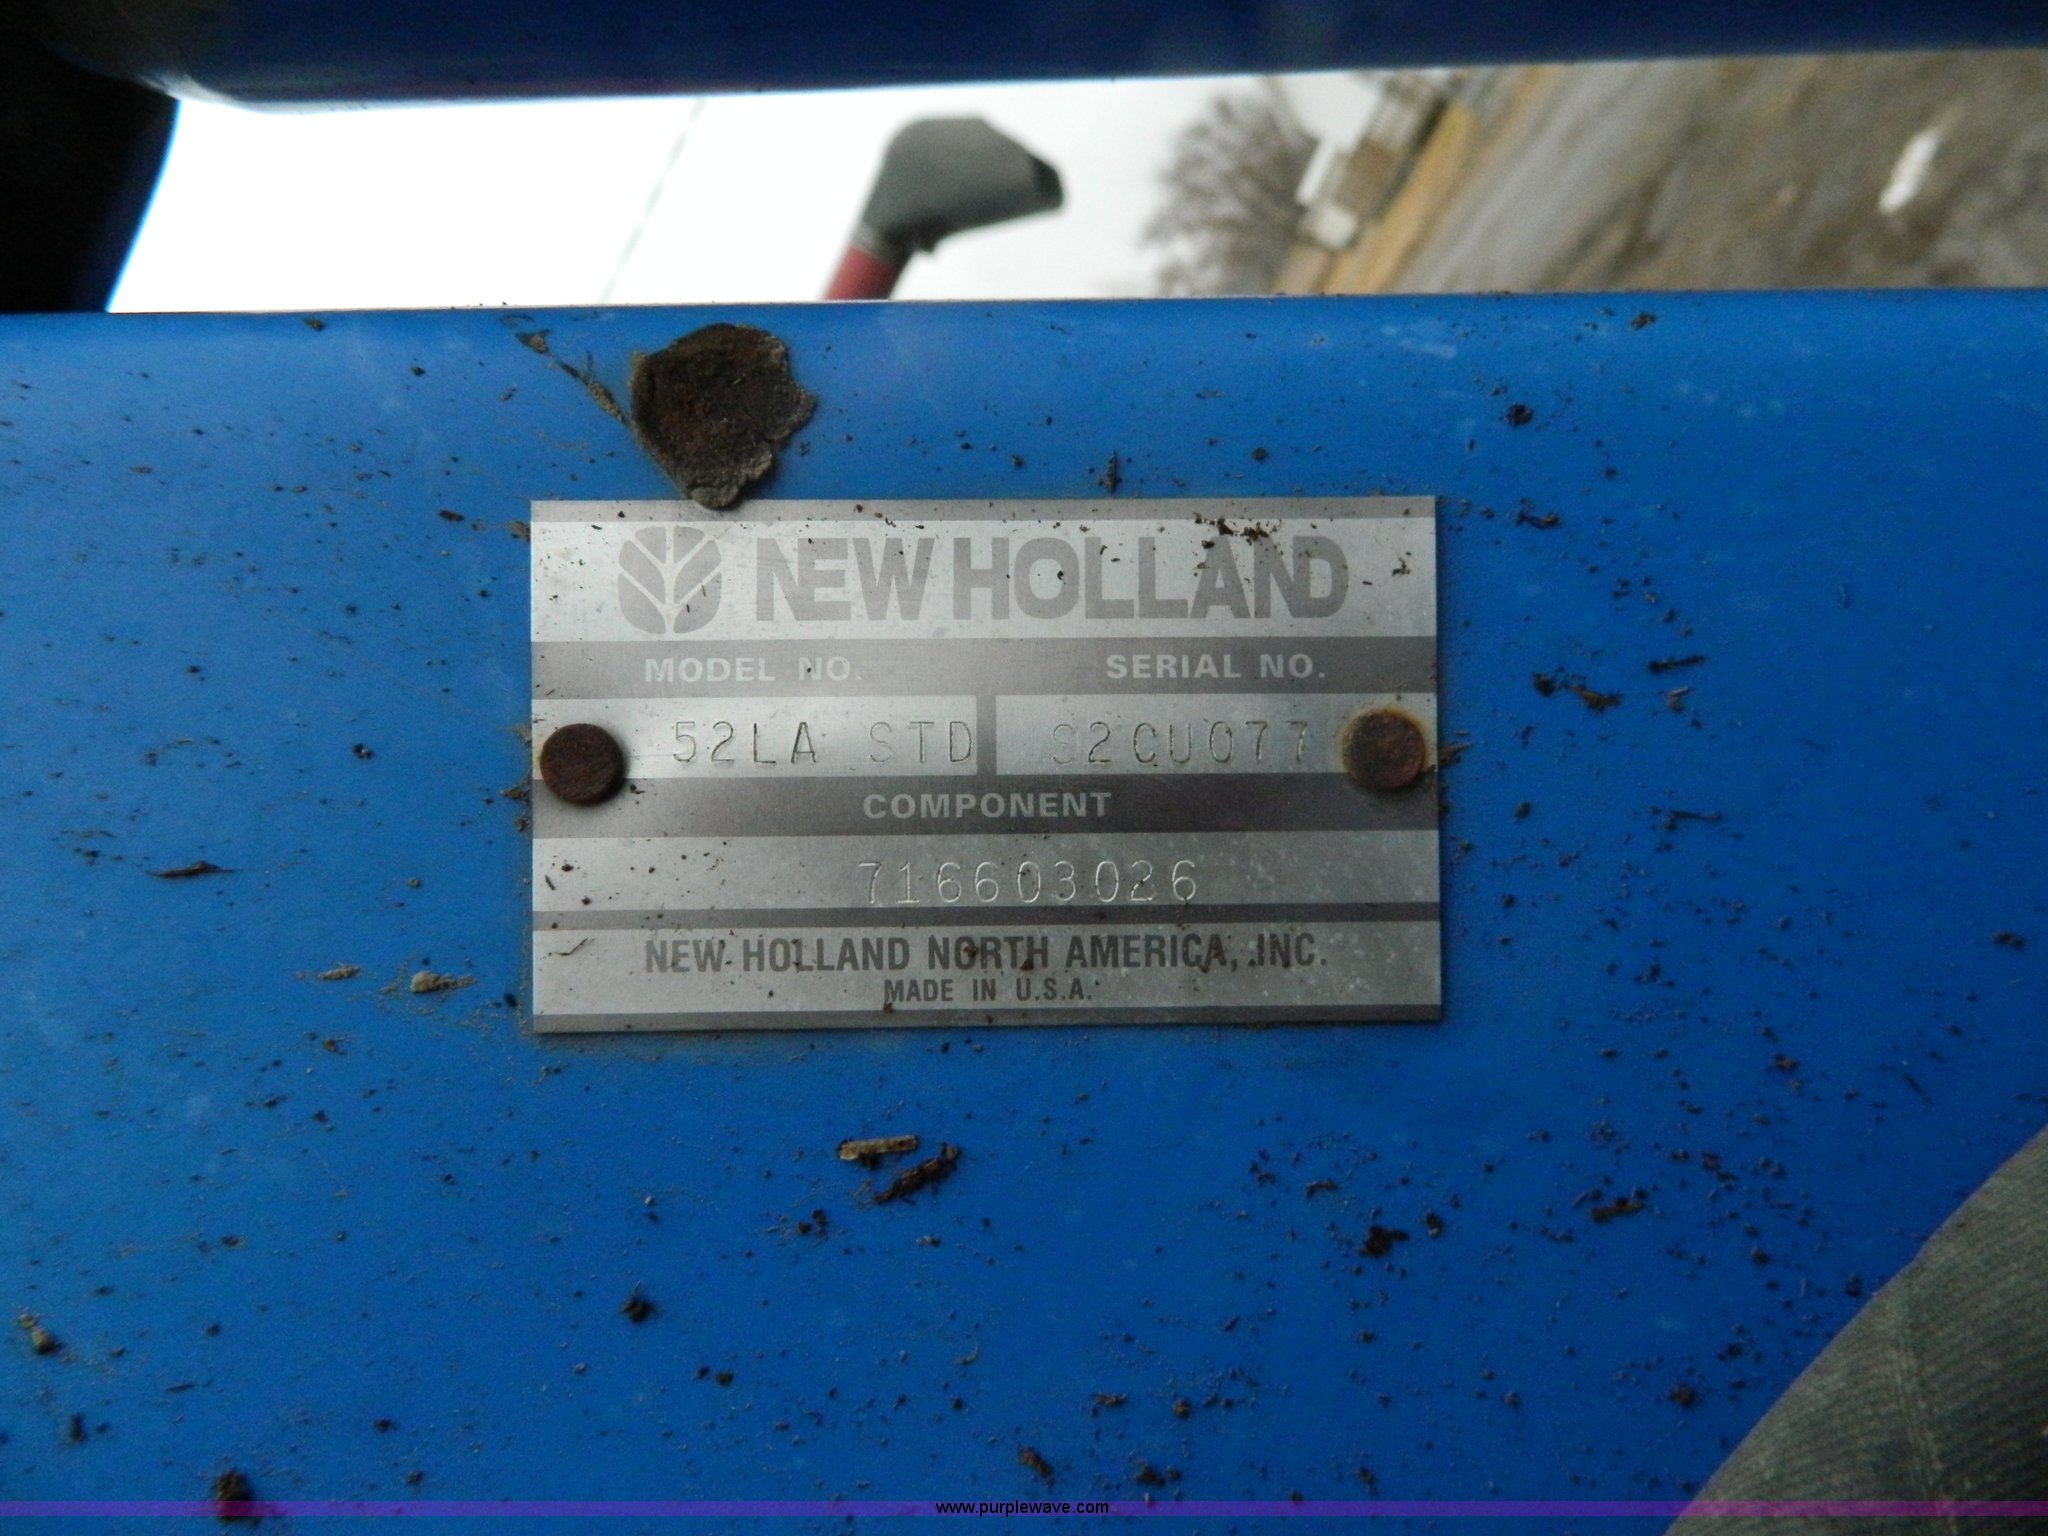 NEW HOLLAND
MODEL NO. SERIAL NO.
52LA STD S2CU077
COMPONENT
716603026
NEW HOLLAND NORTH AMERICA, INC.
MADE IN U.S.A.
www.purplewave.com